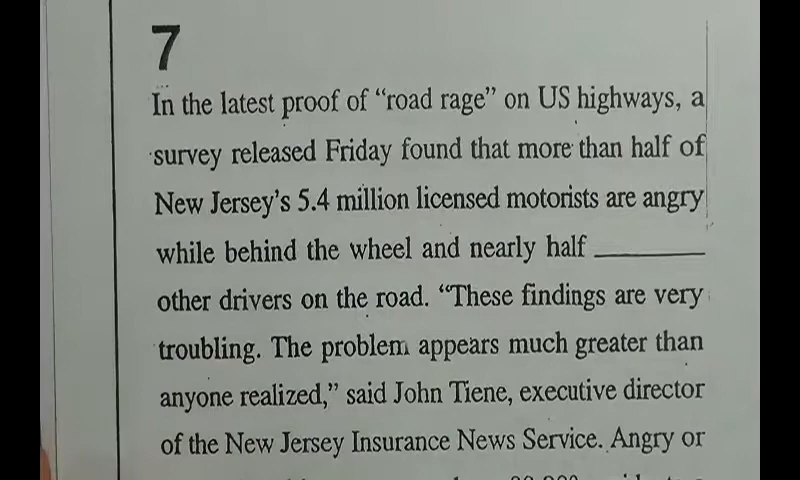 7
In the latest proof of “road rage” on US highways, a
survey released Friday found that more than half of
New Jersey’s 5.4 million licensed motorists are angry
while behind the wheel and nearly half ________
other drivers on the road. “These findings are very
troubling. The problem appears much greater than
anyone realized,” said John Tiene, executive director
of the New Jersey Insurance News Service. Angry or